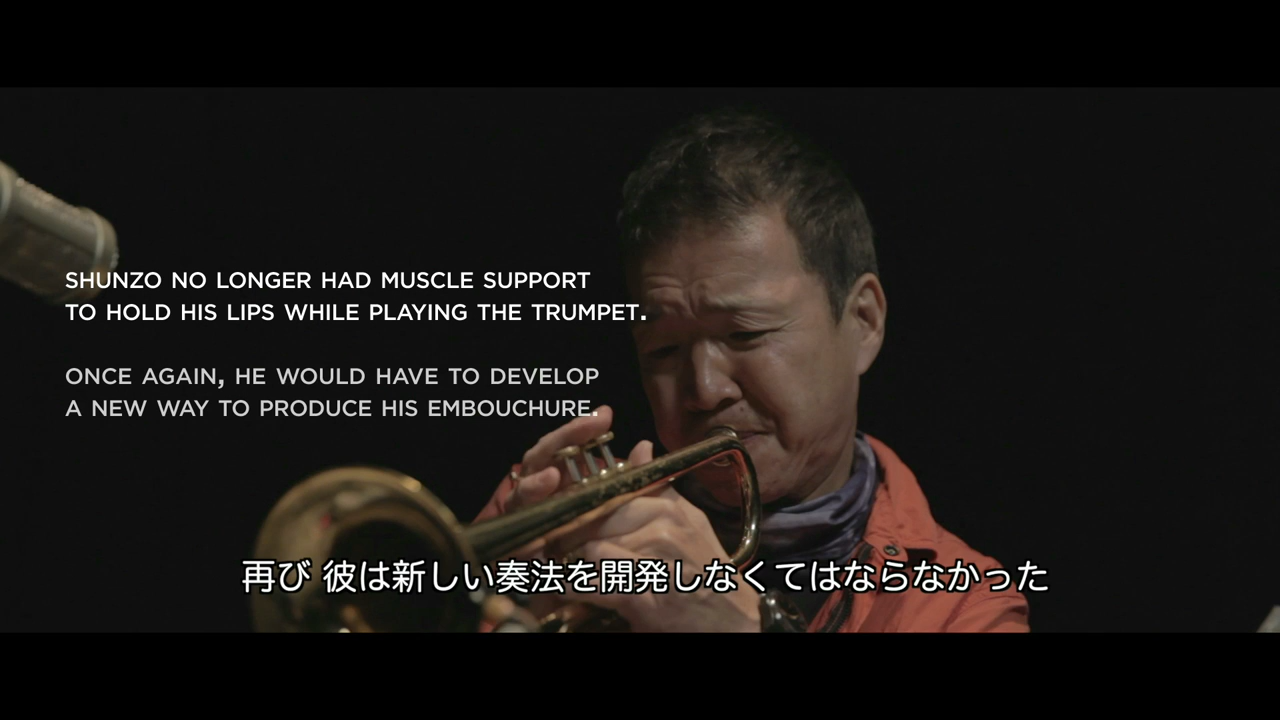 SHUNZO NO LONGER HAD MUSCLE SUPPORT
TO HOLD HIS LIPS WHILE PLAYING THE TRUMPET.
ONCE AGAIN, HE WOULD HAVE TO DEVELOP
A NEW WAY TO PRODUCE HIS EMBOUCHURE.
再び 彼は新しい奏法を開発しなくてはならなかった